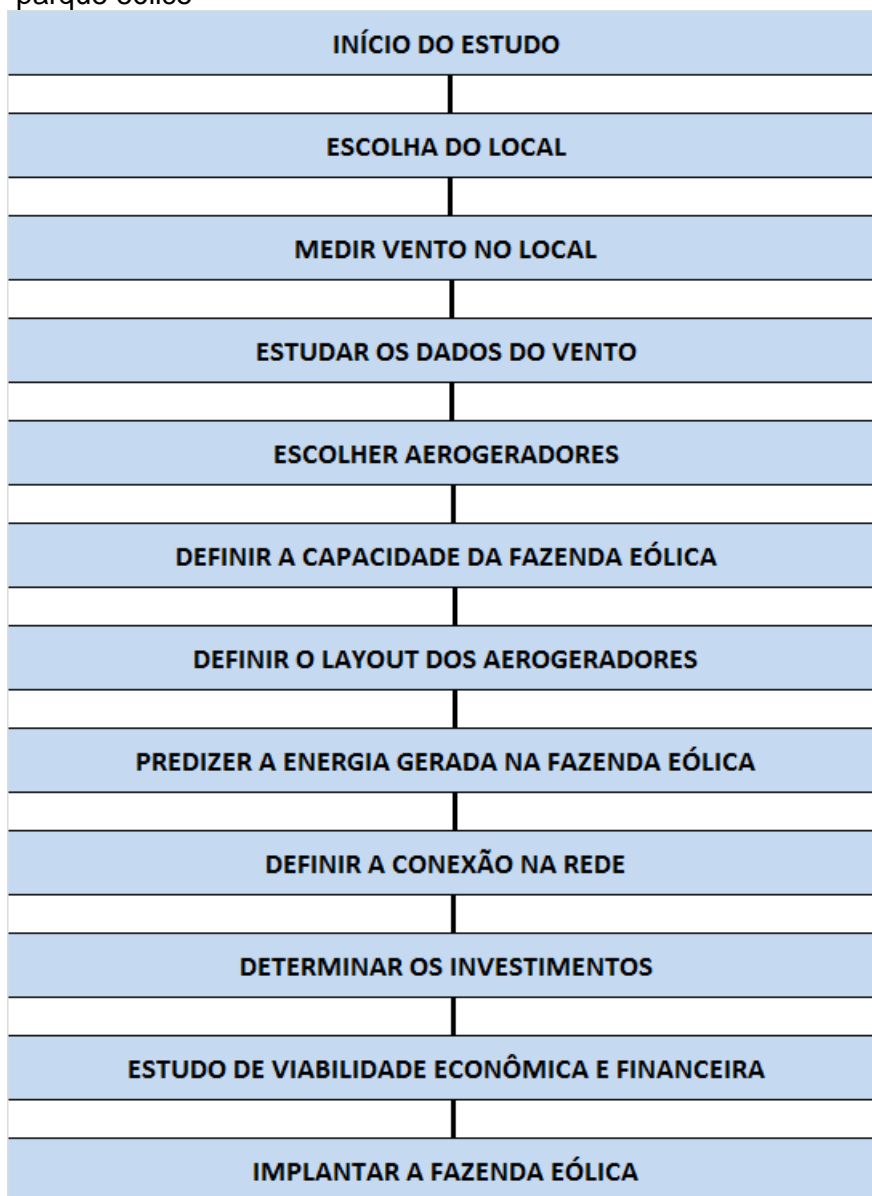 parque eólico
INÍCIO DO ESTUDO
ESCOLHA DO LOCAL
MEDIR VENTO NO LOCAL
ESTUDAR OS DADOS DO VENTO
ESCOLHER AEROGERADORES
DEFINIR A CAPACIDADE DA FAZENDA EÓLICA
DEFINIR O LAYOUT DOS AEROGERADORES
PREDIZER A ENERGIA GERADA NA FAZENDA EÓLICA
DEFINIR A CONEXÃO NA REDE
DETERMINAR OS INVESTIMENTOS
ESTUDO DE VIABILIDADE ECONÔMICA E FINANCEIRA
IMPLANTAR A FAZENDA EÓLICA